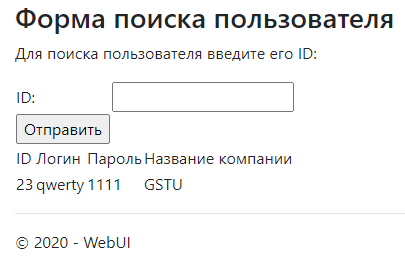 Форма поиска пользователя
Для поиска пользователя введите его ID:
ID:
Отправить
ID Логин Пароль Название компании
23 qwerty 1111 GSTU
© 2020 - WebUI